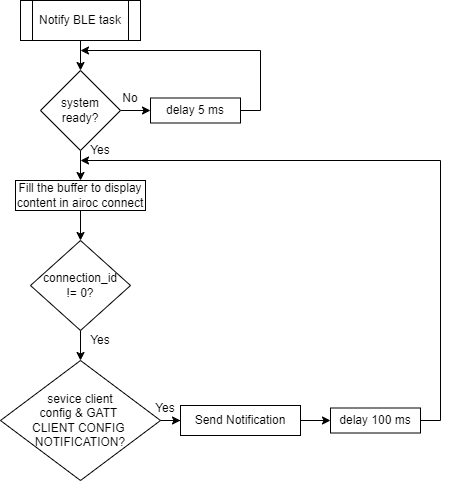 Notify BLE task
system
ready?
No
delay 5 ms
Yes
Fill the buffer to display
content in airoc connect
connection_id
!= 0?
Yes
sevice client
config & GATT
CLIENT CONFIG
NOTIFICATION?
Yes
Send Notification
delay 100 ms